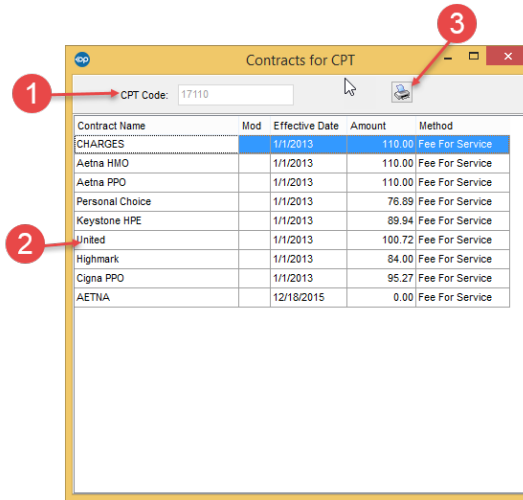 3
op
Contracts for CPT
1
CPT Code: 17110
Contract Name Mod Effective Date Amount Method
CHARGES 1/1/2013 110.00 Fee For Service
Aetna HMO 1/1/2013 110.00 Fee For Service
Aetna PPO 1/1/2013 110.00 Fee For Service
Personal Choice 1/1/2013 76.89 Fee For Service
Keystone HPE 1/1/2013 89.94 Fee For Service
2
United 1/1/2013 100.72 Fee For Service
Highmark 1/1/2013 84.00 Fee For Service
Cigna PPO 1/1/2013 95.27 Fee For Service
AETNA 12/18/2015 0.00 Fee For Service